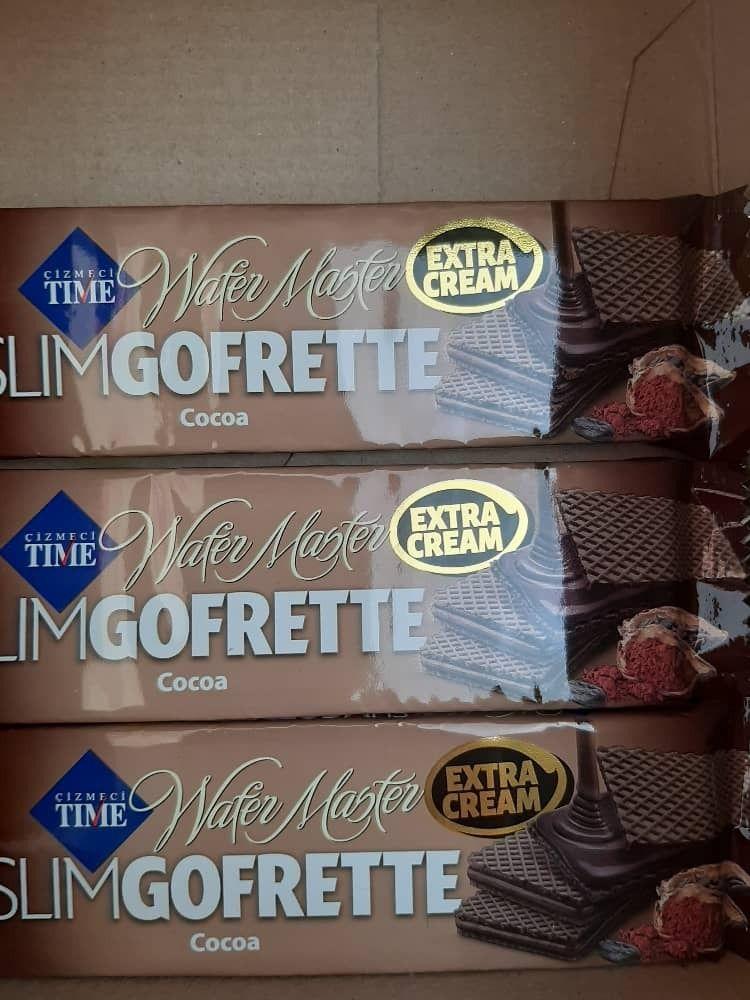 ÇİZMECİ
TIME
Wafer Master
EXTRA
CREAM
SLIMGOFRETTE
Cocoa
ÇİZMECİ
TIME
Wafer Master
EXTRA
CREAM
LIMGOFRETTE
Cocoa
ÇİZMECİ
TIME
Wafer Master
EXTRA
CREAM
SLIMGOFRETTE
Cocoa